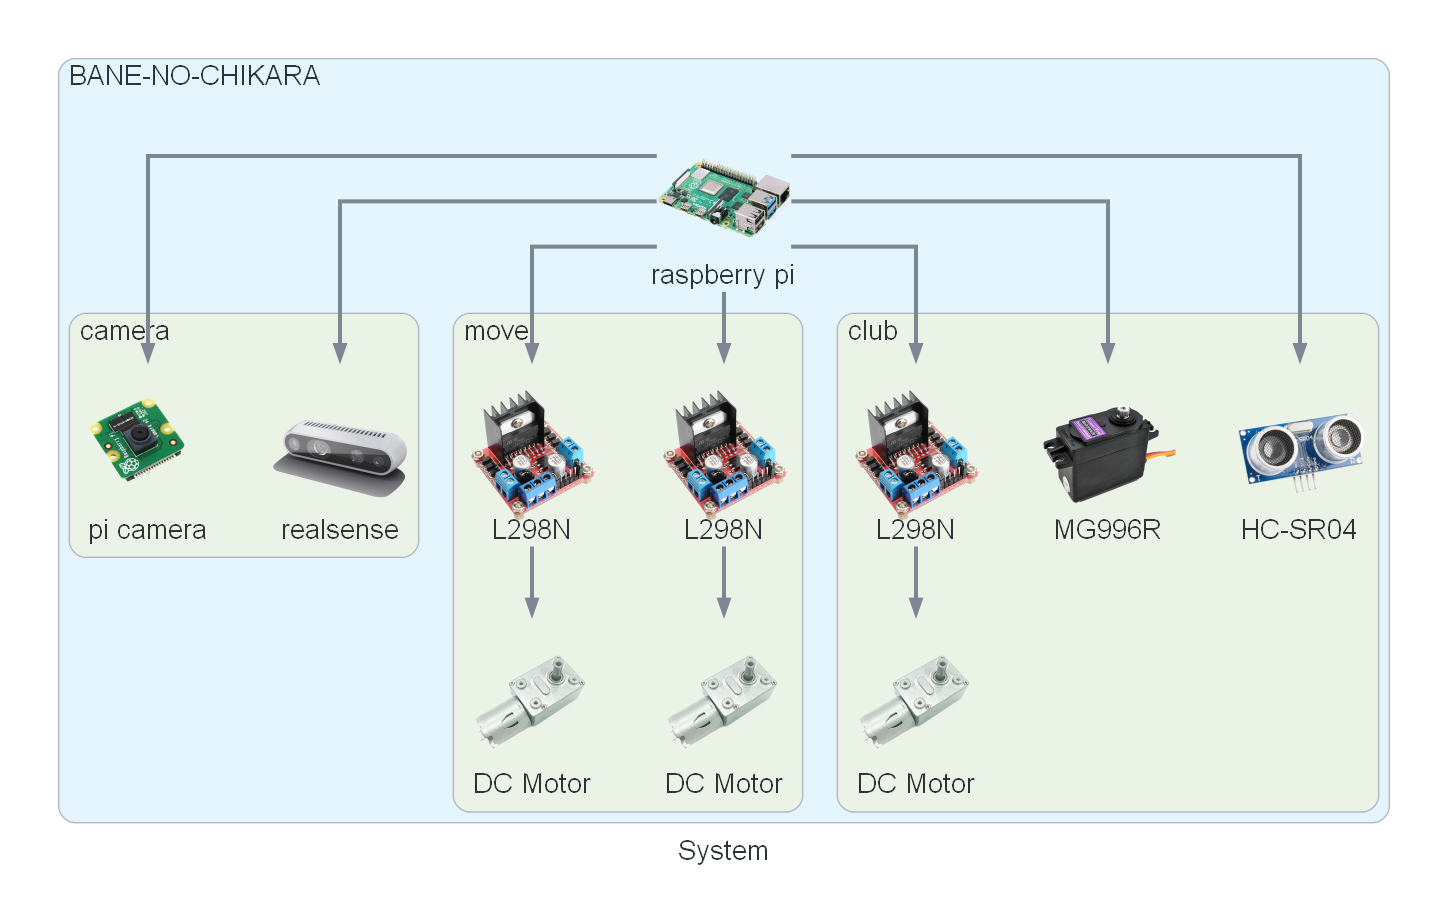 BANE-NO-CHIKARA
raspberry pi
camera
move
club
pi camera
realsense
L298N
L298N
L298N
MG996R
HC-SR04
DC Motor
DC Motor
DC Motor
System